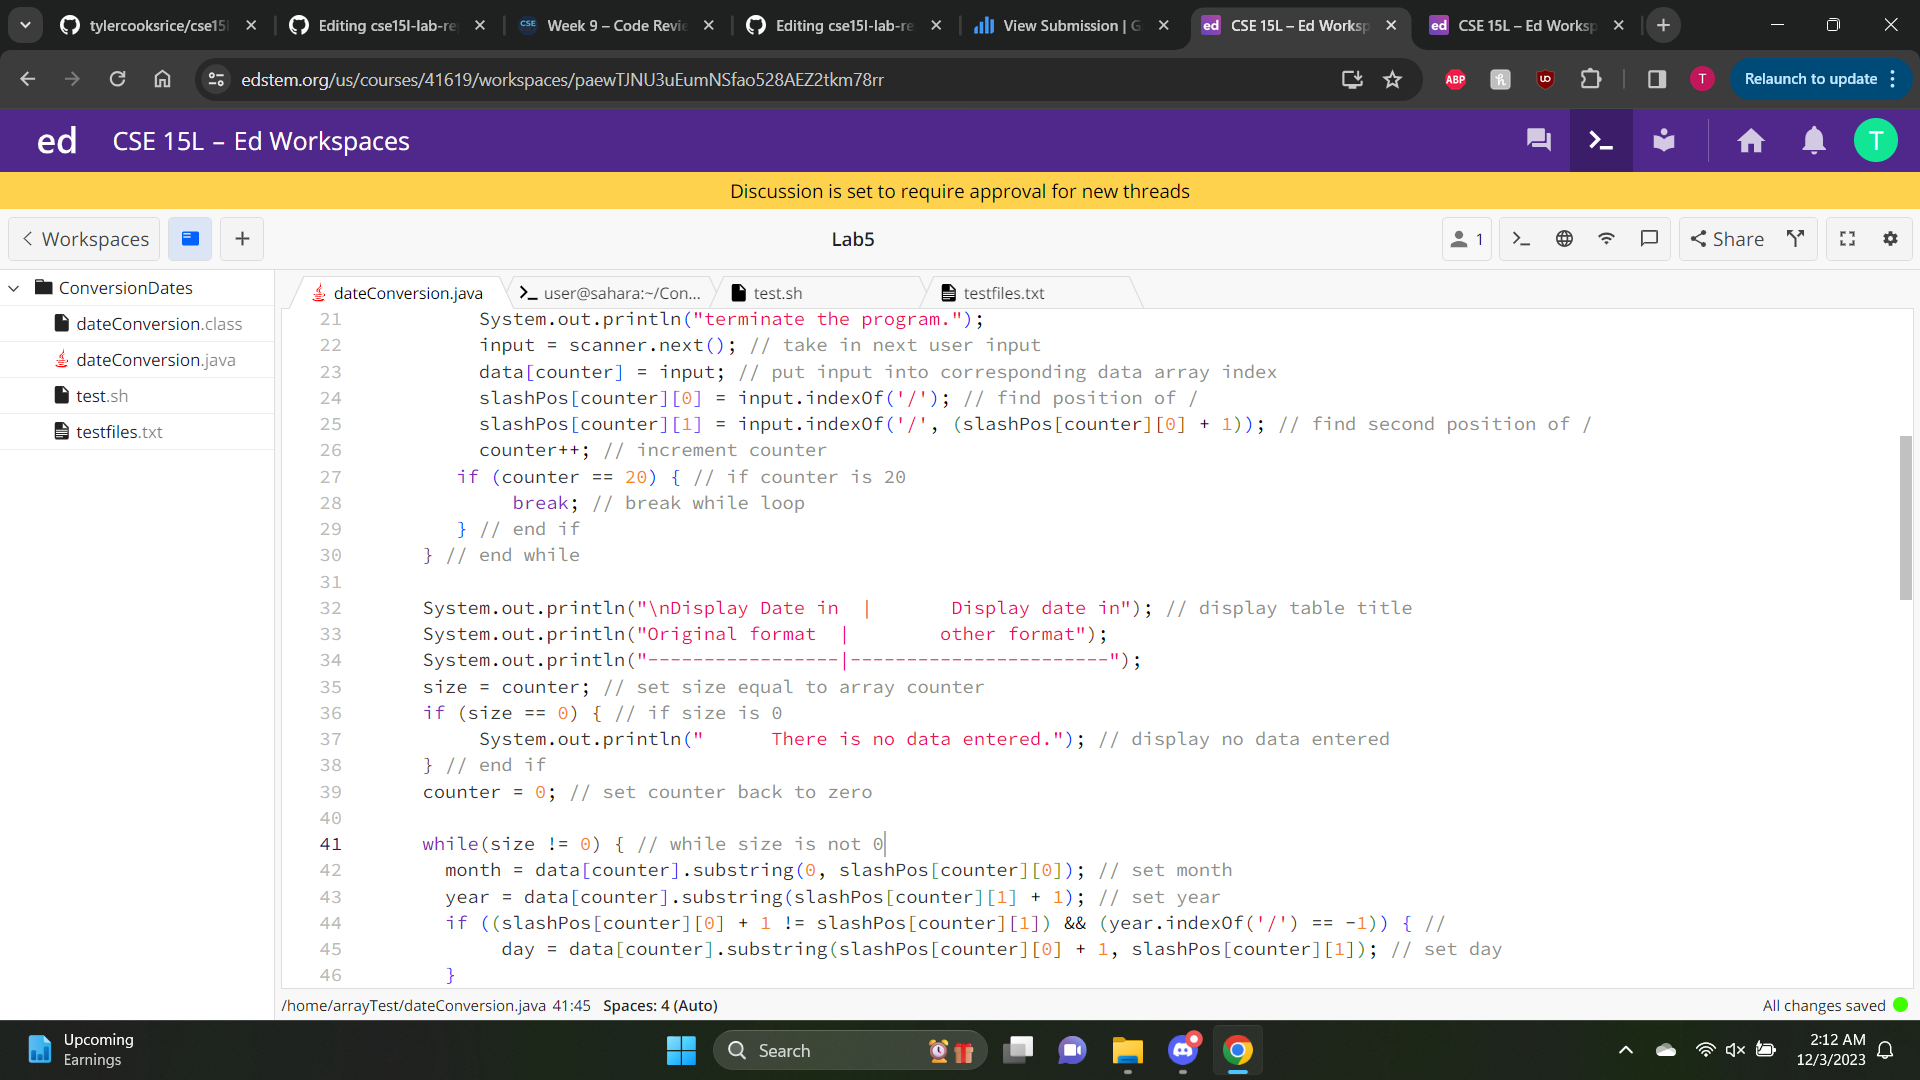 tylercooksrice/cse15l
Editing cse15l-lab-re
Week 9 – Code Revie
Editing cse15l-lab-re
View Submission | G
CSE 15L – Ed Worksp
CSE 15L – Ed Worksp
edstem.org/us/courses/41619/workspaces/paewTJNU3uEumNSfao528AEZ2tkm78rr
ABP
T
Relaunch to update
ed CSE 15L – Ed Workspaces
T
Discussion is set to require approval for new threads
Workspaces
Lab5
1
Share
ConversionDates
dateConversion.class
dateConversion.java
test.sh
testfiles.txt
dateConversion.java
user@sahara:~/Con...
test.sh
testfiles.txt
21 System.out.println("terminate the program.");
22 input = scanner.next(); // take in next user input
23 data[counter] = input; // put input into corresponding data array index
24 slashPos[counter][0] = input.indexOf('/'); // find position of /
25 slashPos[counter][1] = input.indexOf('/', (slashPos[counter][0] + 1)); // find second position of /
26 counter++; // increment counter
27 if (counter == 20) { // if counter is 20
28 break; // break while loop
29 } // end if
30 } // end while
31
32 System.out.println("\nDisplay Date in  |       Display date in"); // display table title
33 System.out.println("Original format  |        other format");
34 System.out.println("-----------------|-----------------------");
35 size = counter; // set size equal to array counter
36 if (size == 0) { // if size is 0
37 System.out.println("      There is no data entered."); // display no data entered
38 } // end if
39 counter = 0; // set counter back to zero
40
41 while(size != 0) { // while size is not 0
42 month = data[counter].substring(0, slashPos[counter][0]); // set month
43 year = data[counter].substring(slashPos[counter][1] + 1); // set year
44 if ((slashPos[counter][0] + 1 != slashPos[counter][1]) && (year.indexOf('/') == -1)) { //
45 day = data[counter].substring(slashPos[counter][0] + 1, slashPos[counter][1]); // set day
46 }
/home/arrayTest/dateConversion.java 41:45 Spaces: 4 (Auto)
All changes saved
Upcoming
Earnings
Search
2:12 AM
12/3/2023